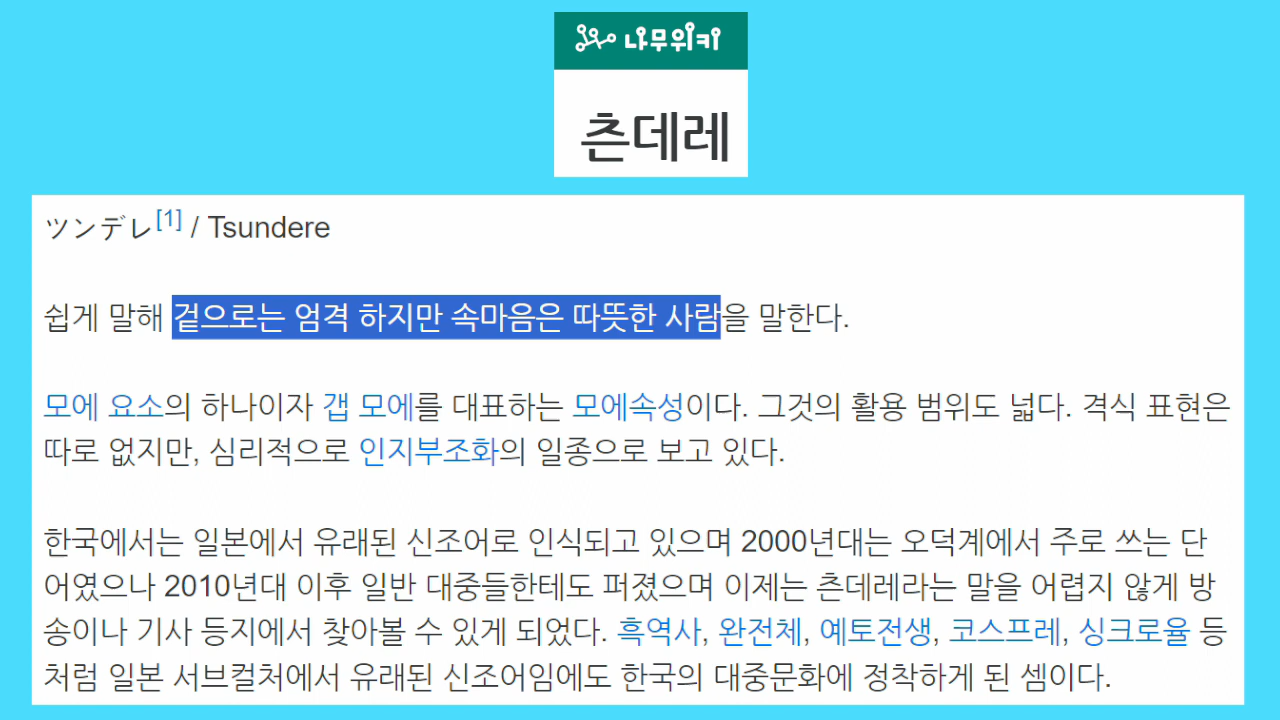 나무위키
츤데레
ツンデレ[1] / Tsundere
쉽게 말해 겉으로는 엄격 하지만 속마음은 따뜻한 사람을 말한다.
모에 요소의 하나이자 갭 모에를 대표하는 모에속성이다. 그것의 활용 범위도 넓다. 격식 표현은
따로 없지만, 심리적으로 인지부조화의 일종으로 보고 있다.
한국에서는 일본에서 유래된 신조어로 인식되고 있으며 2000년대는 오덕계에서 주로 쓰는 단
어였으나 2010년대 이후 일반 대중들한테도 퍼졌으며 이제는 츤데레라는 말을 어렵지 않게 방
송이나 기사 등지에서 찾아볼 수 있게 되었다. 흑역사, 완전체, 예토전생, 코스프레, 싱크로율 등
처럼 일본 서브컬처에서 유래된 신조어임에도 한국의 대중문화에 정착하게 된 셈이다.